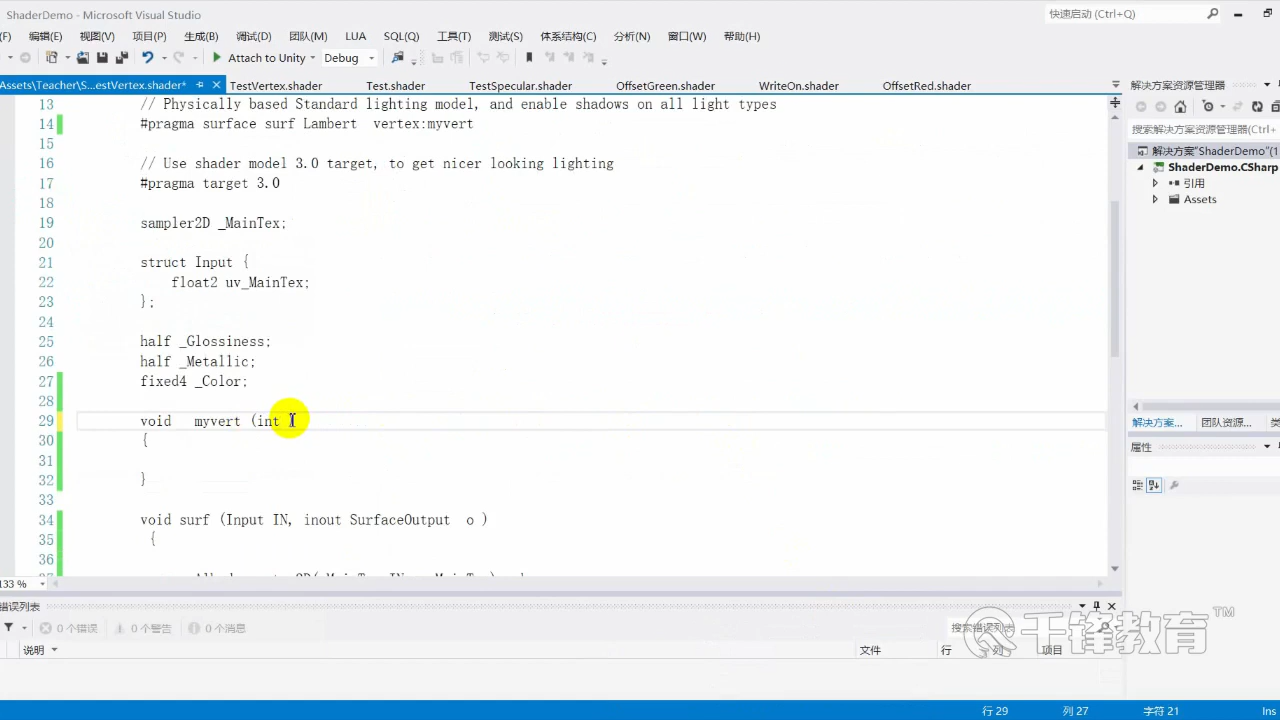 ShaderDemo - Microsoft Visual Studio
快速启动 (Ctrl+Q)
(F) 编辑(E) 视图(V) 项目(P) 生成(B) 调试(D) 团队(M) LUA SQL(Q) 工具(T) 测试(S) 体系结构(C) 分析(N) 窗口(W) 帮助(H)
Attach to Unity Debug
Assets\Teacher\S...estVertex.shader* TestVertex.shader Test.shader TestSpecular.shader OffsetGreen.shader WriteOn.shader OffsetRed.shader
13 // Physically based Standard lighting model, and enable shadows on all light types
14 #pragma surface surf Lambert vertex:myvert
15
16 // Use shader model 3.0 target, to get nicer looking lighting
17 #pragma target 3.0
18
19 sampler2D _MainTex;
20
21 struct Input {
22 float2 uv_MainTex;
23 };
24
25 half _Glossiness;
26 half _Metallic;
27 fixed4 _Color;
28
29 void myvert (int
30 {
31
32 }
33
34 void surf (Input IN, inout SurfaceOutput o )
35 {
36
133 %
解决方案资源管理器
搜索解决方案资源管理器(Ctrl+
解决方案"ShaderDemo"(1
ShaderDemo.CSharp
引用
Assets
解决方案... 团队资源... 类
属性
错误列表
0 个错误 0 个警告 0 个消息
搜索错误列表
说明 文件 行 列 项目
千锋教育 TM
行 29 列 27 字符 21 Ins